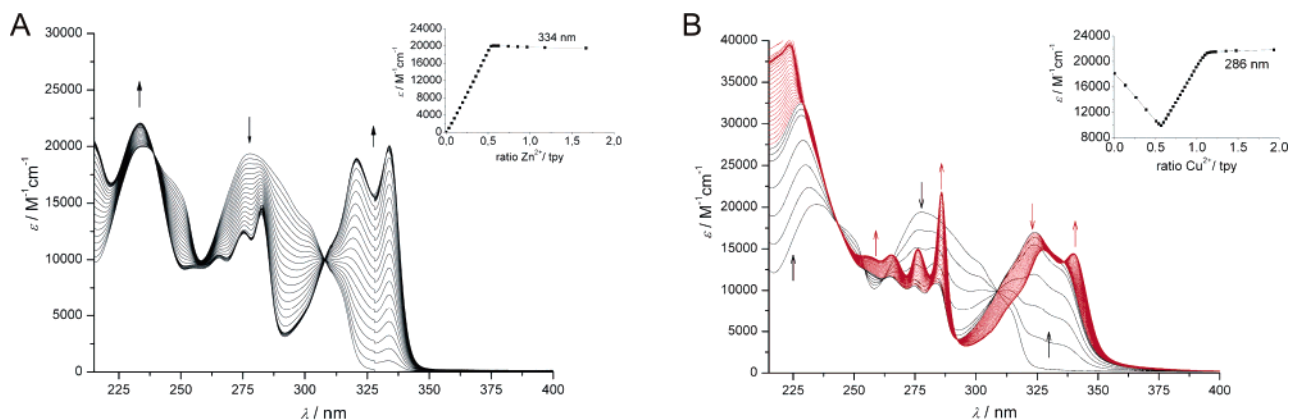 A
30000
25000
20000
15000
10000
5000
0
ε / M⁻¹cm⁻¹
225 250 275 300 325 350 375 400
λ / nm
24000
20000
16000
12000
8000
4000
0
ε / M⁻¹cm⁻¹
334 nm
0.0 0.5 1.0 1.5 2.0
ratio Zn²⁺/ tpy
B
40000
35000
30000
25000
20000
15000
10000
5000
0
ε / M⁻¹cm⁻¹
225 250 275 300 325 350 375 400
λ / nm
24000
22000
20000
18000
16000
14000
12000
10000
8000
ε / M⁻¹cm⁻¹
286 nm
0.0 0.5 1.0 1.5 2.0
ratio Cu²⁺/ tpy